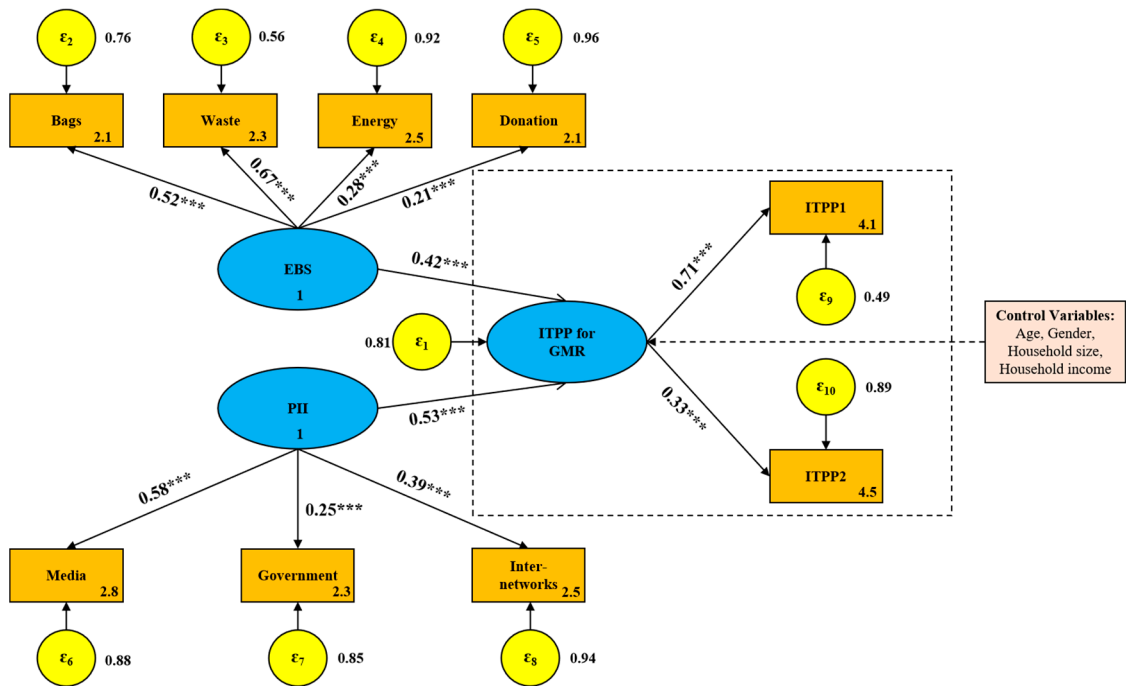 ε2 0.76
ε3 0.56
ε4 0.92
ε5 0.96
Bags
2.1
Waste
2.3
Energy
2.5
Donation
2.1
0.52***
0.67***
0.28***
0.21***
EBS
1
0.42***
ITPP1
4.1
0.71***
ε9 0.49
0.81 ε1
ITPP for
GMR
Control Variables:
Age, Gender,
Household size,
Household income
PII
1
0.53***
0.33***
ε10 0.89
ITPP2
4.5
0.58***
0.25***
0.39***
Media
2.8
Government
2.3
Inter-
networks
2.5
ε6 0.88
ε7 0.85
ε8 0.94